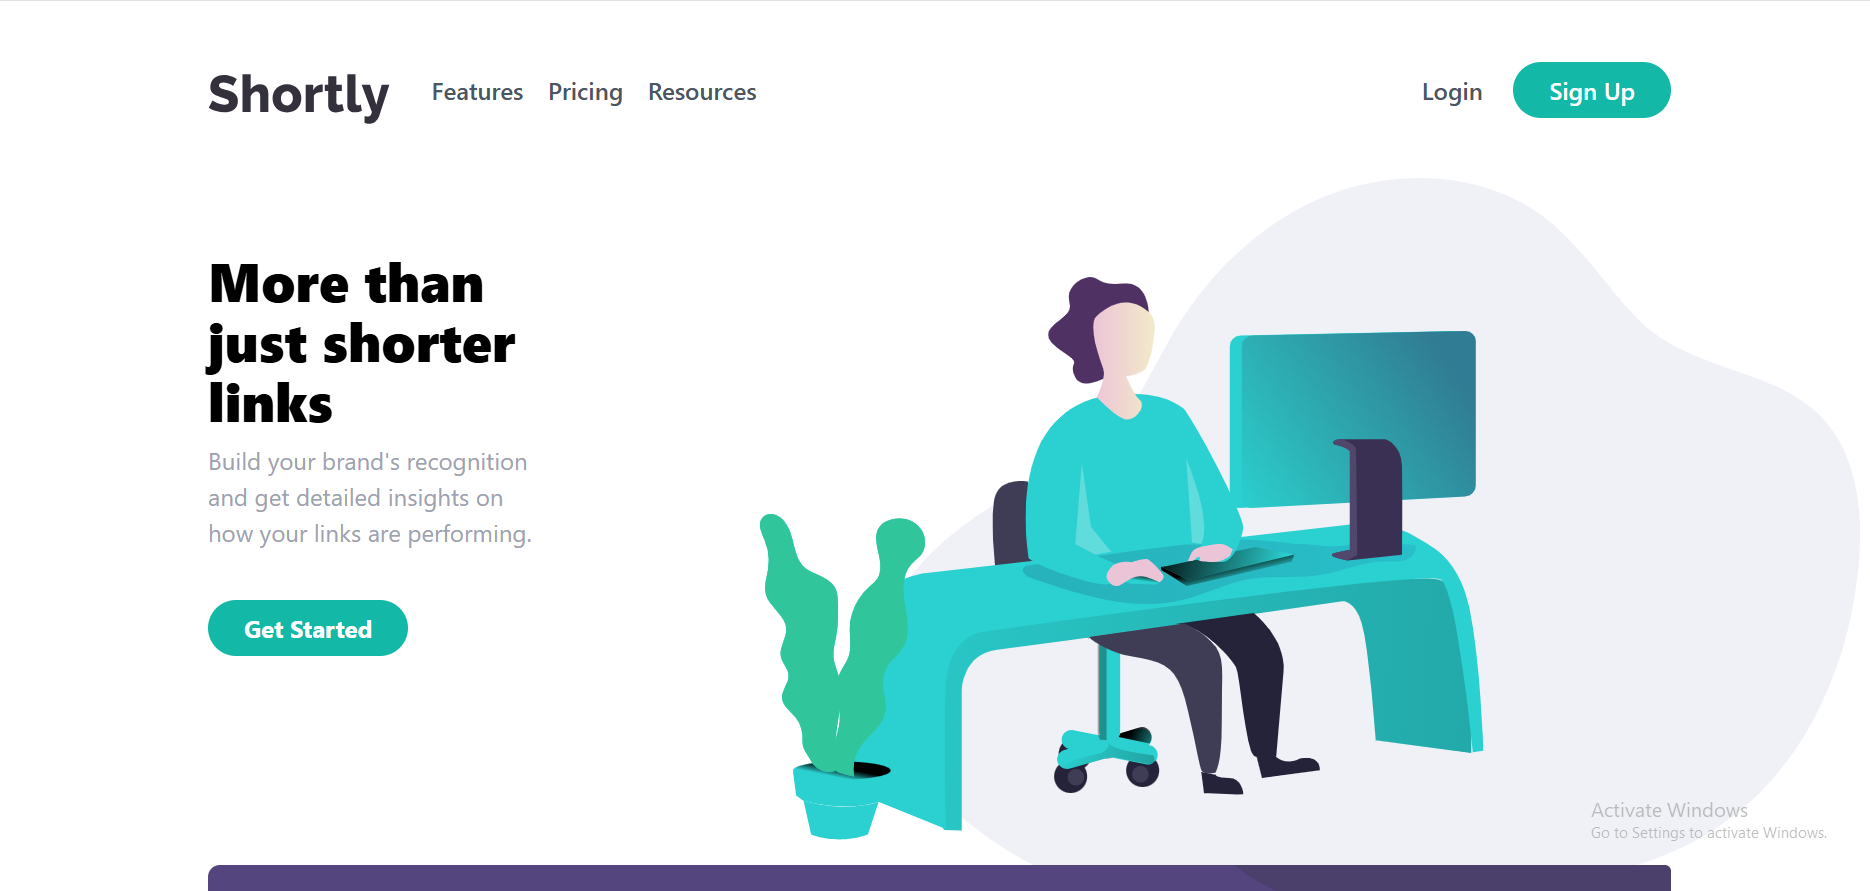 Shortly
Features Pricing Resources
Login
Sign Up
More than
just shorter
links
Build your brand's recognition
and get detailed insights on
how your links are performing.
Get Started
Activate Windows
Go to Settings to activate Windows.